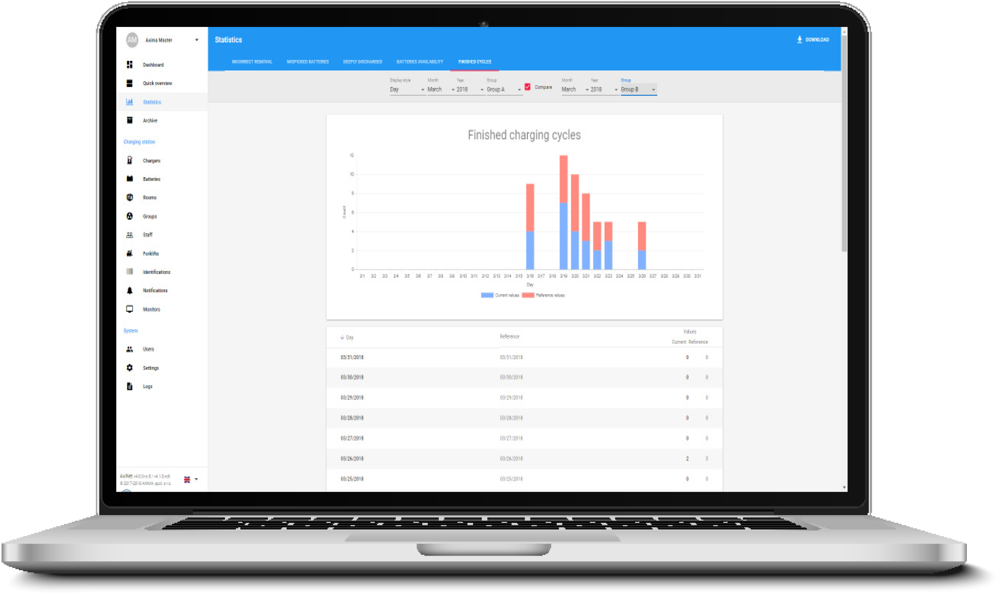 AM Axima Master
Dashboard
Quick overview
Statistics
Archive
Charging station
Chargers
Batteries
Rooms
Groups
Staff
Forklifts
Identifications
Notifications
Monitors
System
Users
Settings
Logs
AxiNet v4.0.0-rc.8 / v4.1.0-rc6
© 2017-2018 AXIMA, spol. s r.o.
Statistics
DOWNLOAD
INCORRECT REMOVAL MISPICKED BATTERIES DEEPLY DISCHARGED BATTERIES AVAILABILITY FINISHED CYCLES
Display style Month Year Group Month Year Group
Day March 2018 Group A Compare March 2018 Group B
Finished charging cycles
12
10
8
6
4
2
0
Count
3/1 3/2 3/3 3/4 3/5 3/6 3/7 3/8 3/9 3/10 3/11 3/12 3/13 3/14 3/15 3/16 3/17 3/18 3/19 3/20 3/21 3/22 3/23 3/24 3/25 3/26 3/27 3/28 3/29 3/30 3/31
Day
Current values Reference values
Day Reference Values
Current Reference
03/31/2018 03/31/2018 0 0
03/30/2018 03/30/2018 0 0
03/29/2018 03/29/2018 0 0
03/28/2018 03/28/2018 0 0
03/27/2018 03/27/2018 0 0
03/26/2018 03/26/2018 2 3
03/25/2018 03/25/2018 0 0